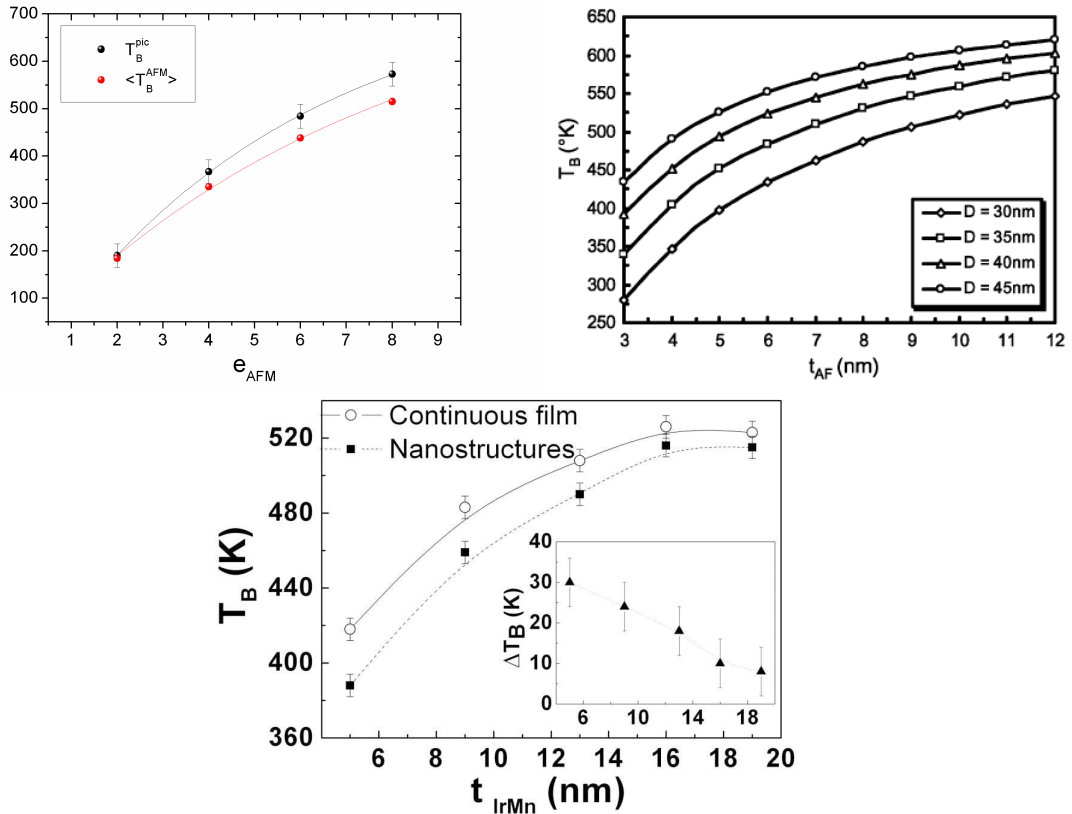 700
600
500
400
300
200
100
T_B^pic
<T_B^AFM>
1 2 3 4 5 6 7 8 9
e_AFM
650
600
550
500
450
400
350
300
250
T_B (°K)
D = 30nm
D = 35nm
D = 40nm
D = 45nm
3 4 5 6 7 8 9 10 11 12
t_AF (nm)
Continuous film
Nanostructures
520
480
440
400
360
T_B (K)
40
30
20
10
0
ΔT_B (K)
6 10 14 18
6 8 10 12 14 16 18 20
t_IrMn (nm)